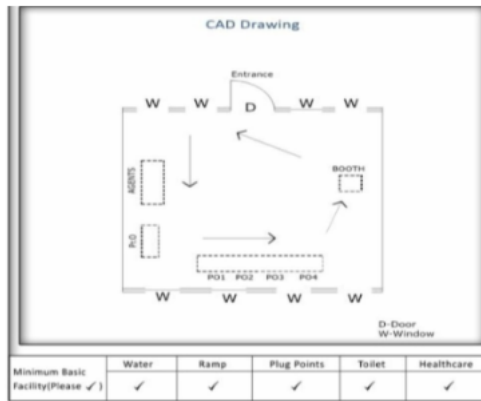 CAD Drawing
Entrance
W W D W W
AGENTS
BOOTH
PrO
PO1 PO2 PO3 PO4
W W W W
D-Door
W-Window
Minimum Basic Facility(Please ✓) Water Ramp Plug Points Toilet Healthcare
✓ ✓ ✓ ✓ ✓